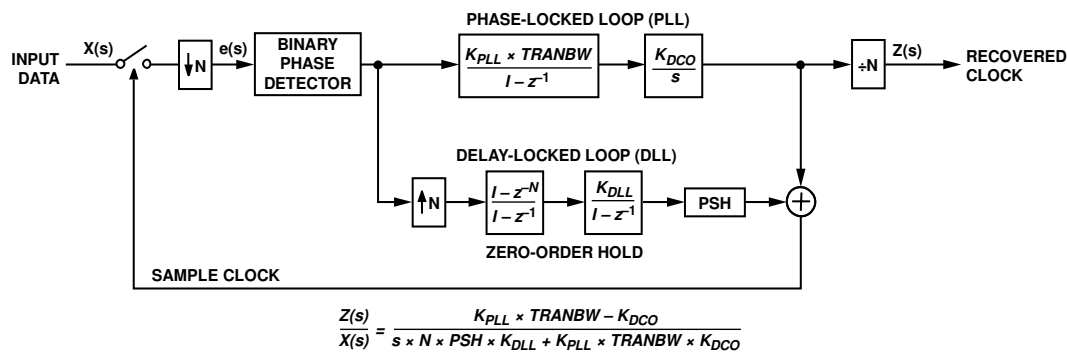 PHASE-LOCKED LOOP (PLL)
INPUT DATA
X(s)
↓N
e(s)
BINARY
PHASE
DETECTOR
K_PLL × TRANBW
I – z^–1
K_DCO
s
÷N
Z(s)
RECOVERED
CLOCK
DELAY-LOCKED LOOP (DLL)
↑N
I – z^–N
I – z^–1
K_DLL
I – z^–1
PSH
+
ZERO-ORDER HOLD
SAMPLE CLOCK
Z(s)/X(s) = (K_PLL × TRANBW – K_DCO)/(s × N × PSH × K_DLL + K_PLL × TRANBW × K_DCO)